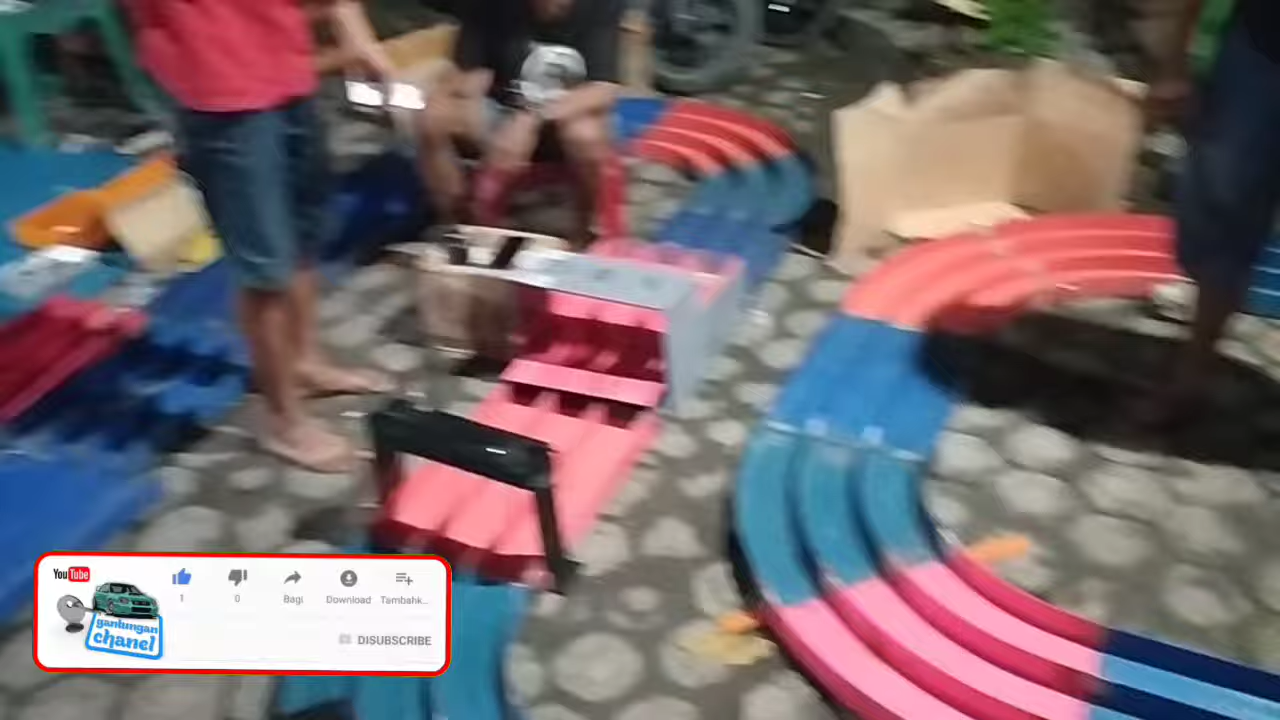 YouTube
gantungan
chanel
1
0
Bagi
Download
Tambahk...
DISUBSCRIBE